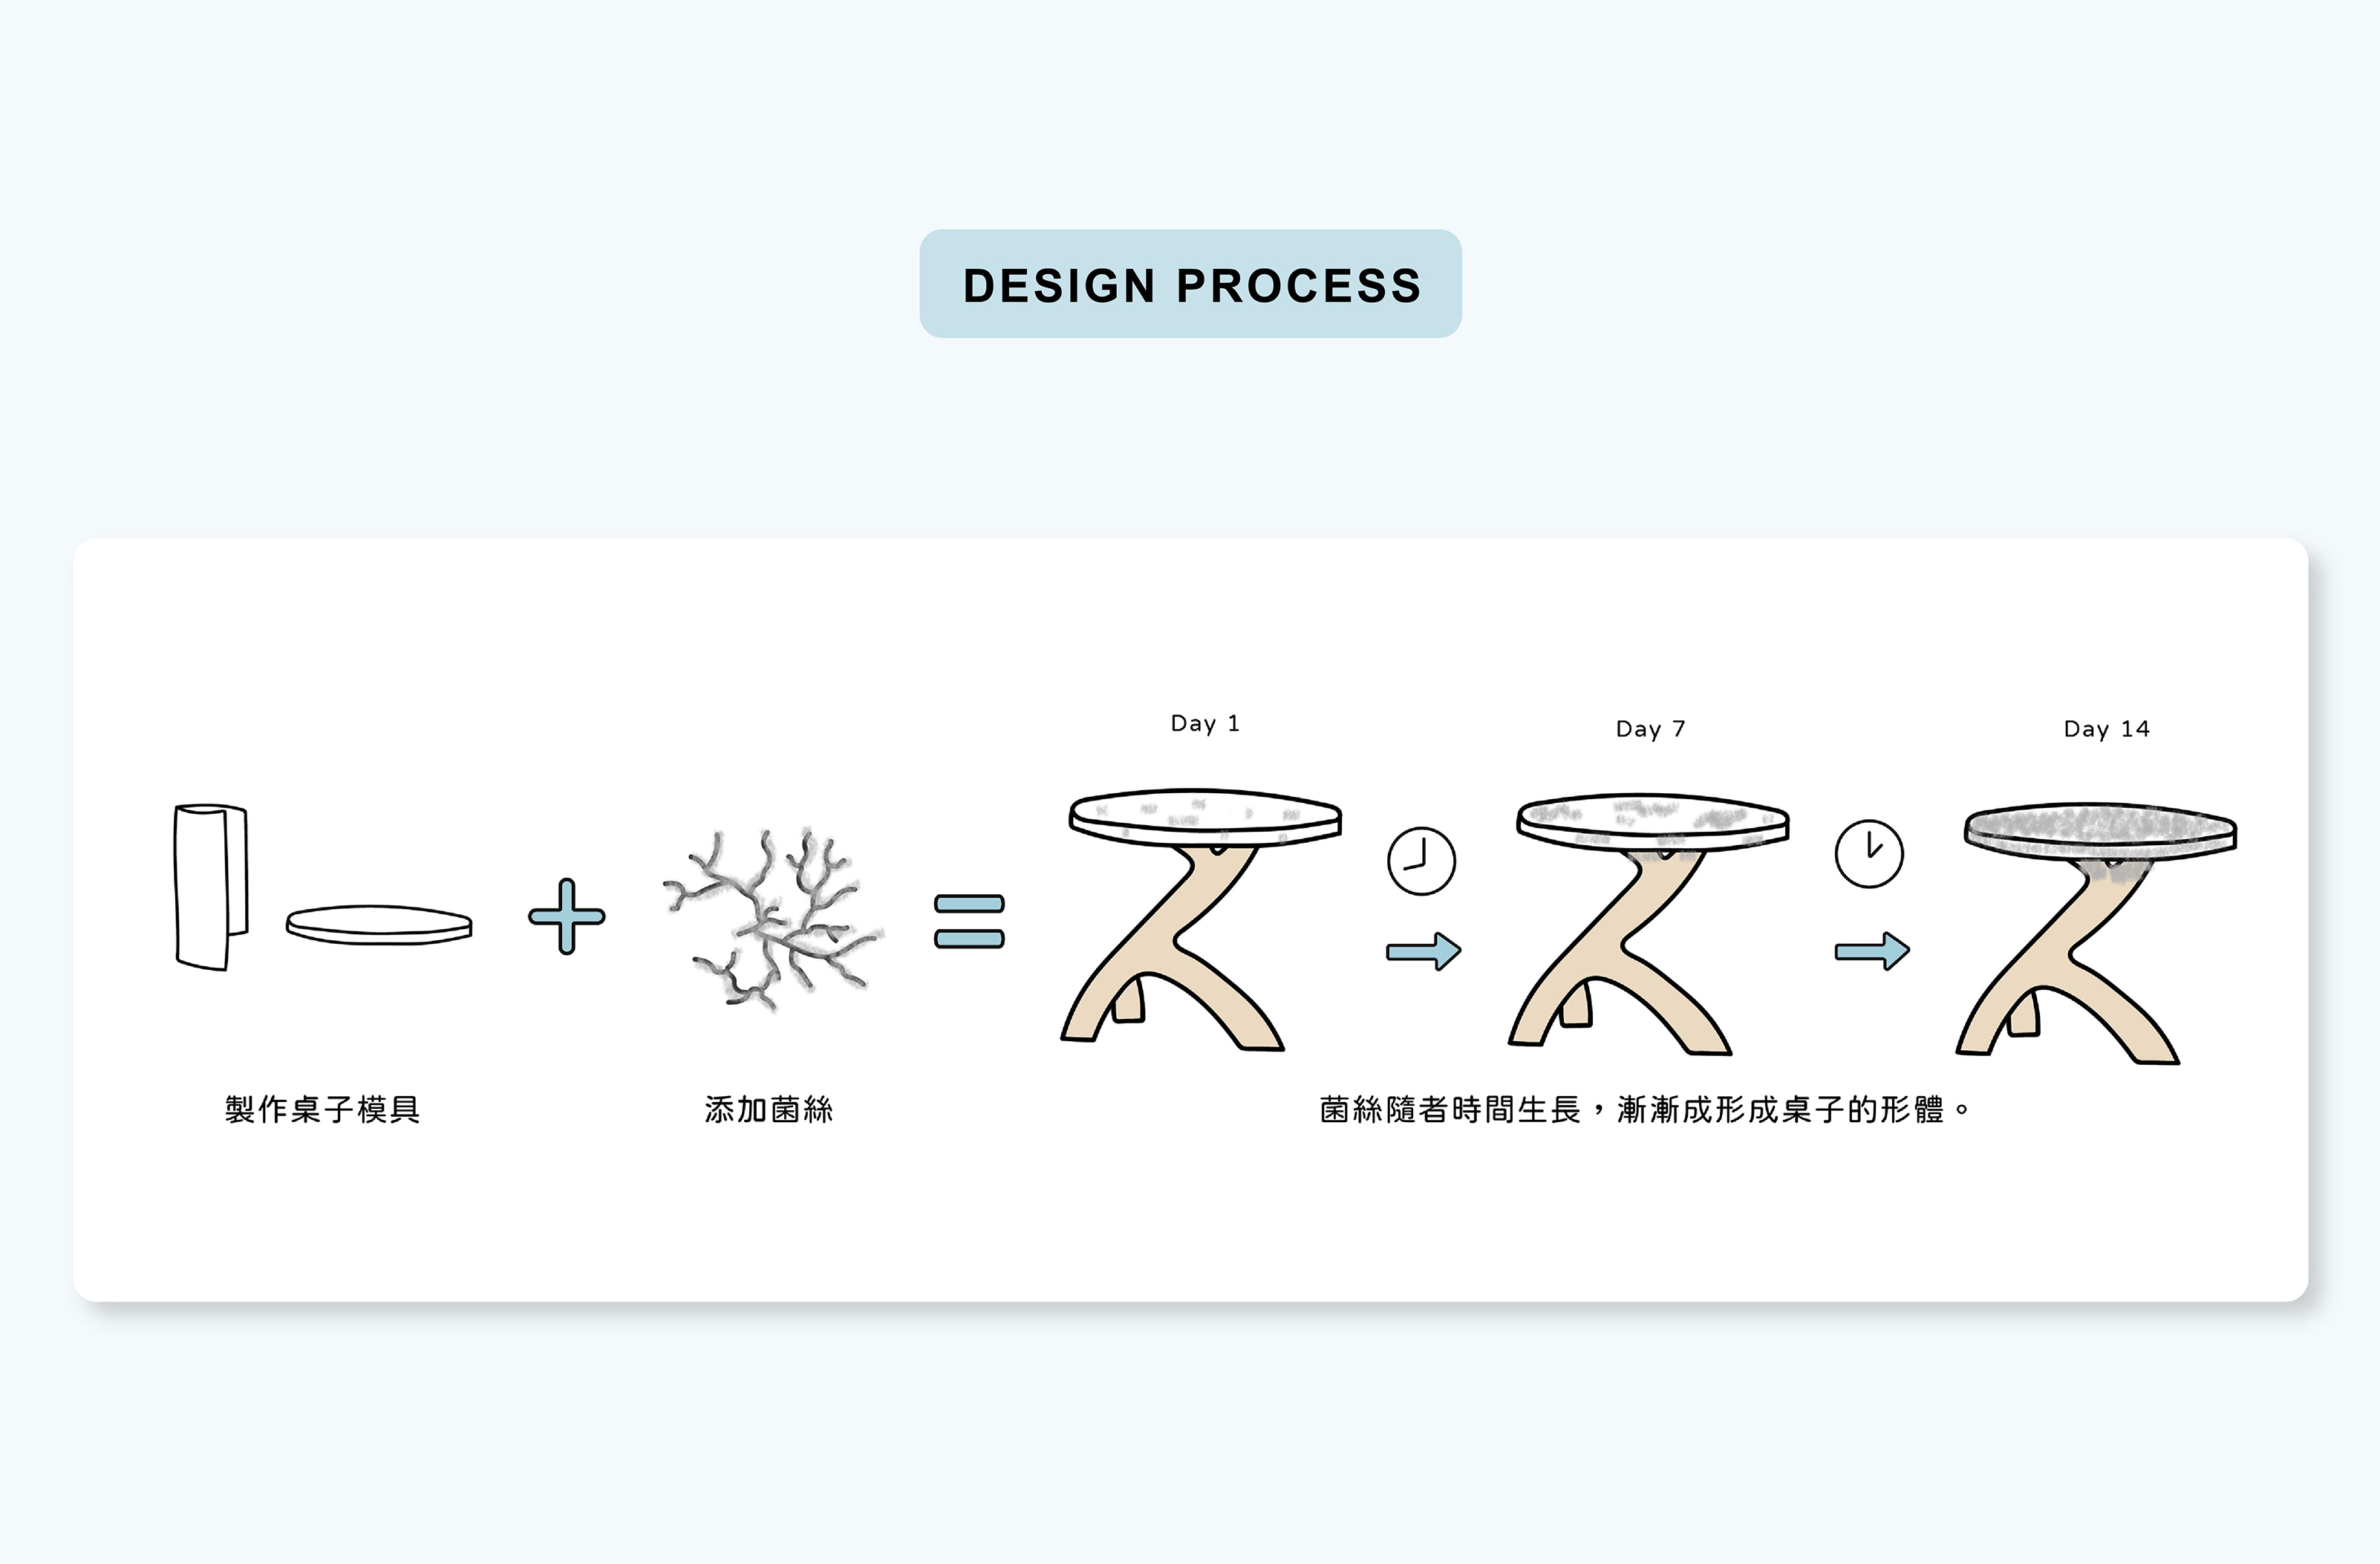 DESIGN PROCESS
Day 1
Day 7
Day 14
製作桌子模具
添加菌絲
菌絲隨者時間生長，漸漸成形成桌子的形體。